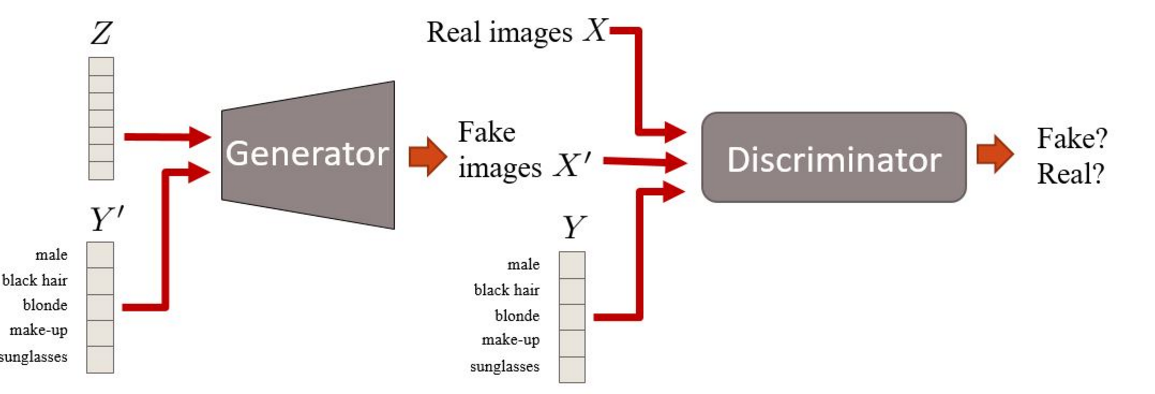 Z
Y′
male
black hair
blonde
make-up
sunglasses
Generator
Fake
images X′
Real images X
Y
male
black hair
blonde
make-up
sunglasses
Discriminator
Fake?
Real?